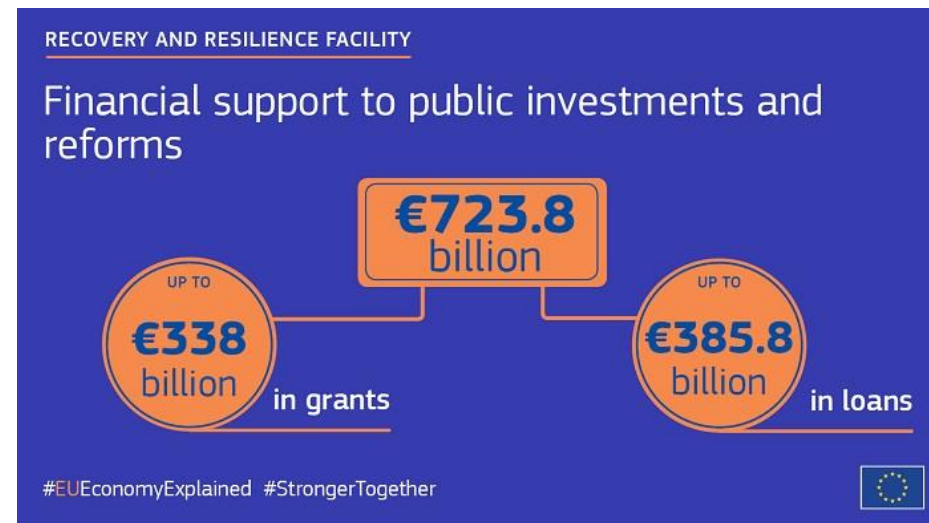 RECOVERY AND RESILIENCE FACILITY
Financial support to public investments and
reforms
€723.8
billion
UP TO
€338
billion
in grants
UP TO
€385.8
billion
in loans
#EUEconomyExplained #StrongerTogether